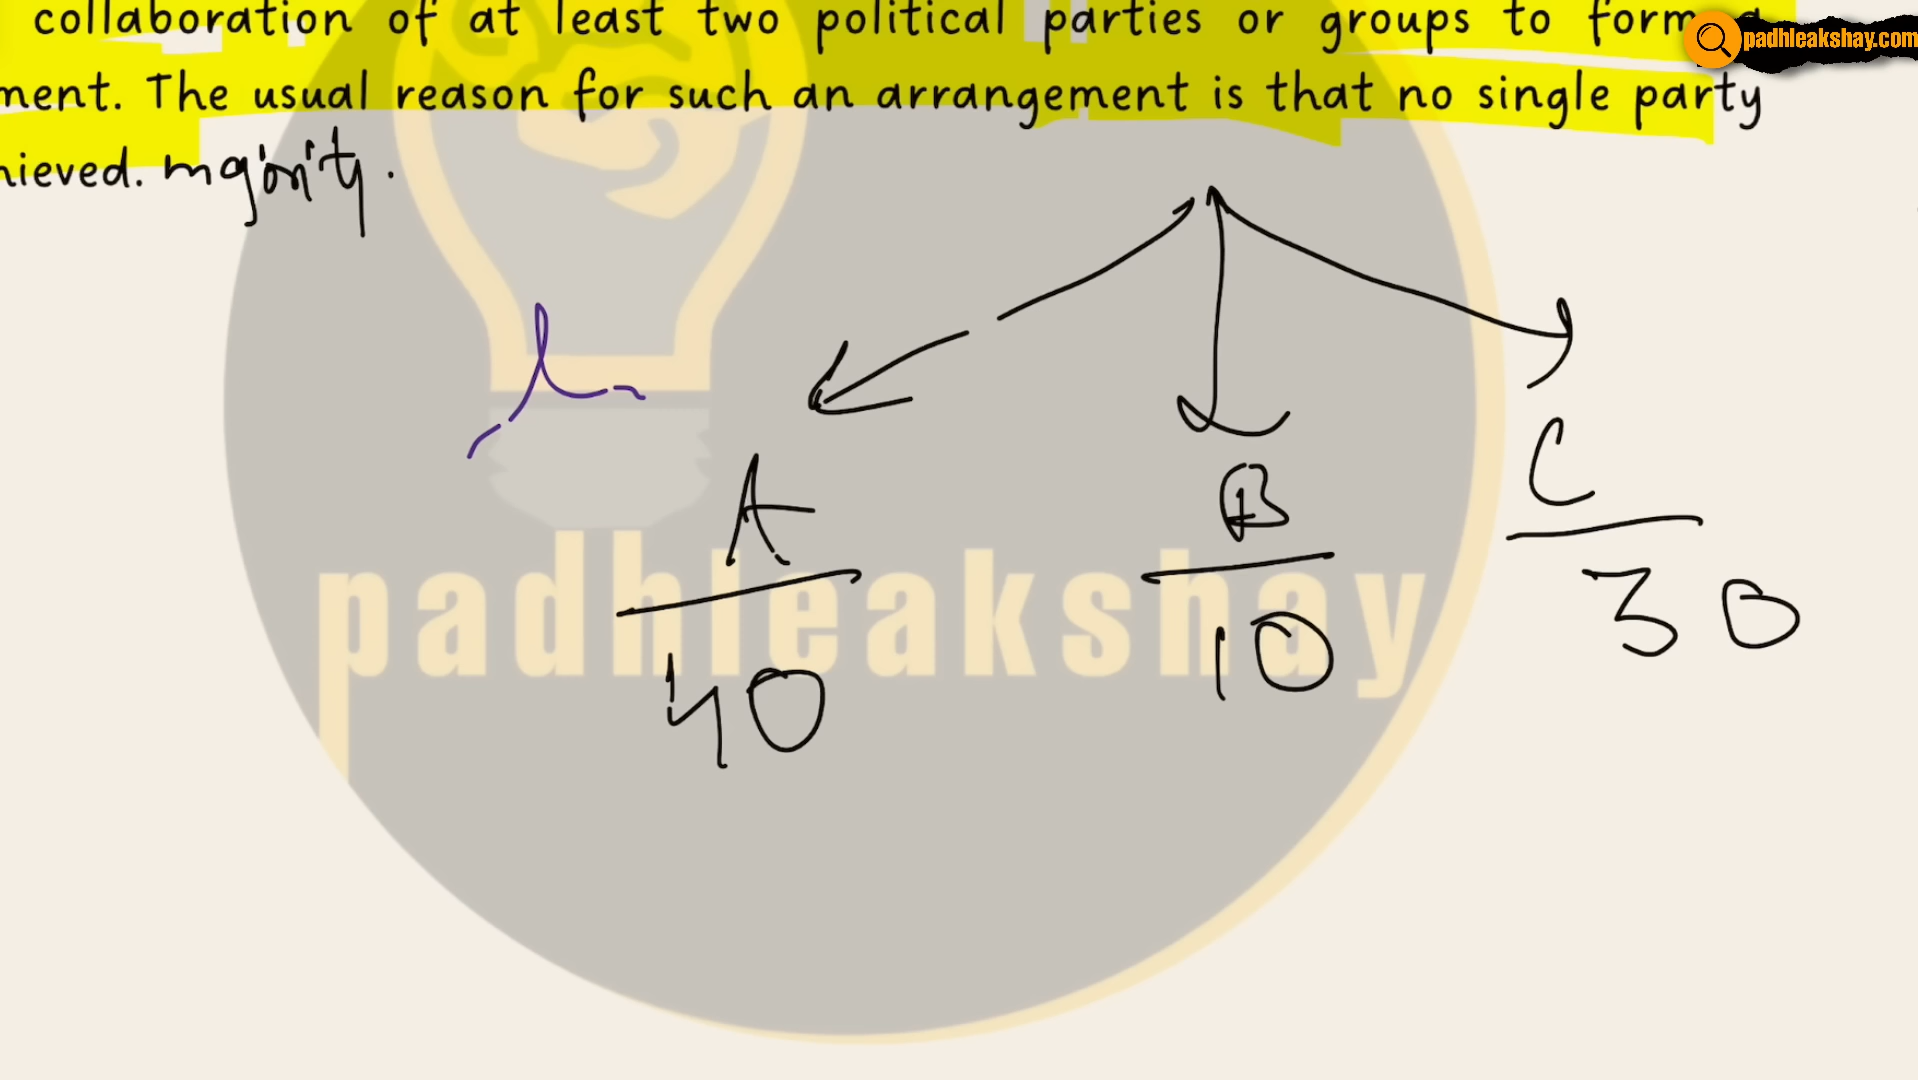 collaboration of at least two political parties or groups to form a
padhleakshay.com
ment. The usual reason for such an arrangement is that no single party
hieved. majority.
A B C
40 10 30
padhleakshay